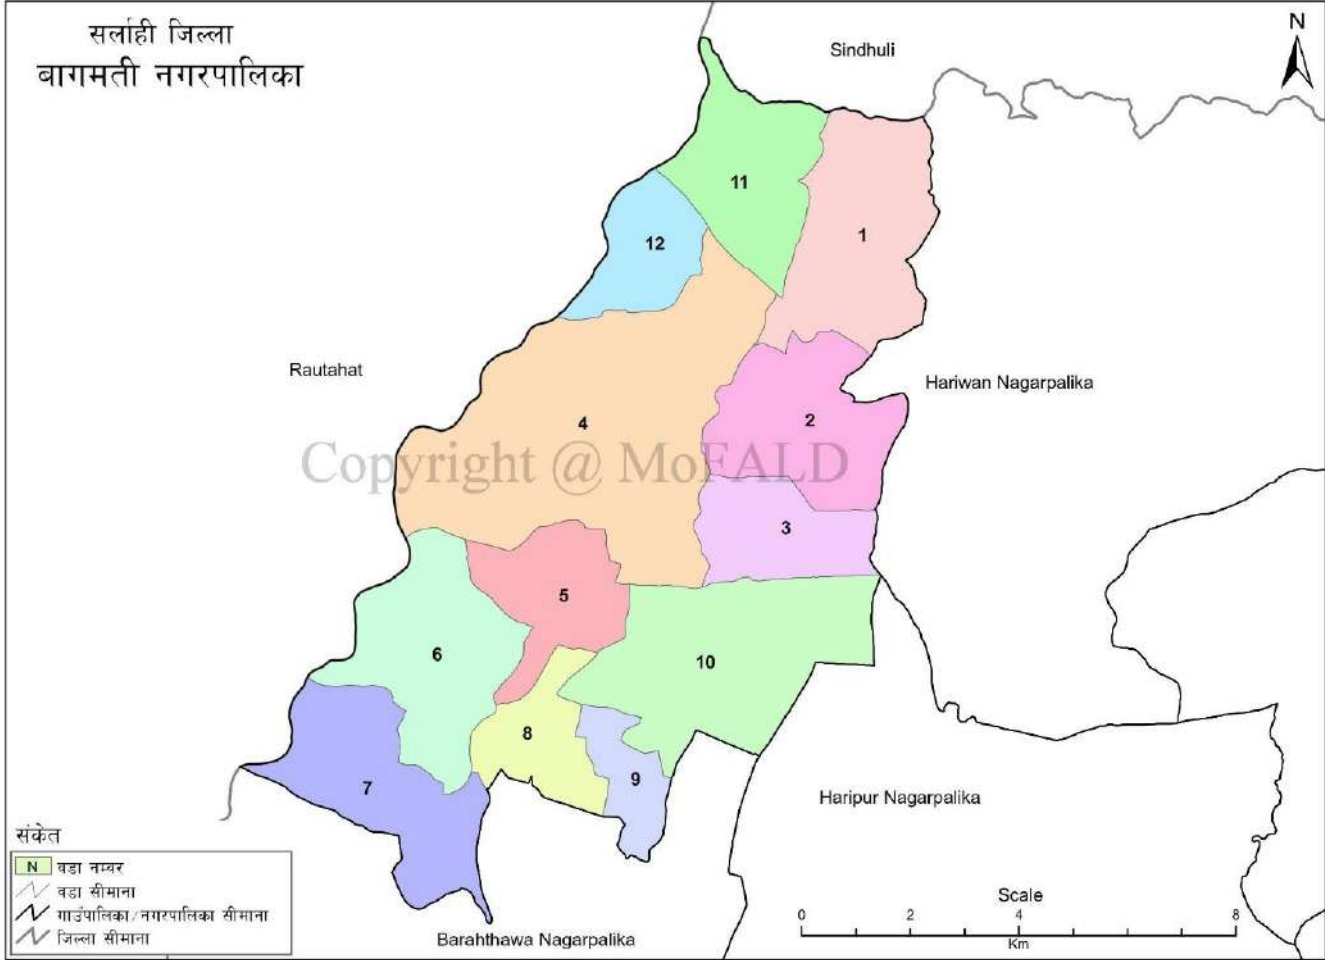 सर्लाही जिल्ला
बागमती नगरपालिका
N
Sindhuli
11
1
12
Rautahat
Hariwan Nagarpalika
4
2
Copyright @ MoFALD
3
5
6
10
8
7
9
Haripur Nagarpalika
संकेत
N वडा नम्बर
वडा सीमाना
गाउँपालिका/नगरपालिका सीमाना
जिल्ला सीमाना
Barahthawa Nagarpalika
Scale
0 2 4 8
Km